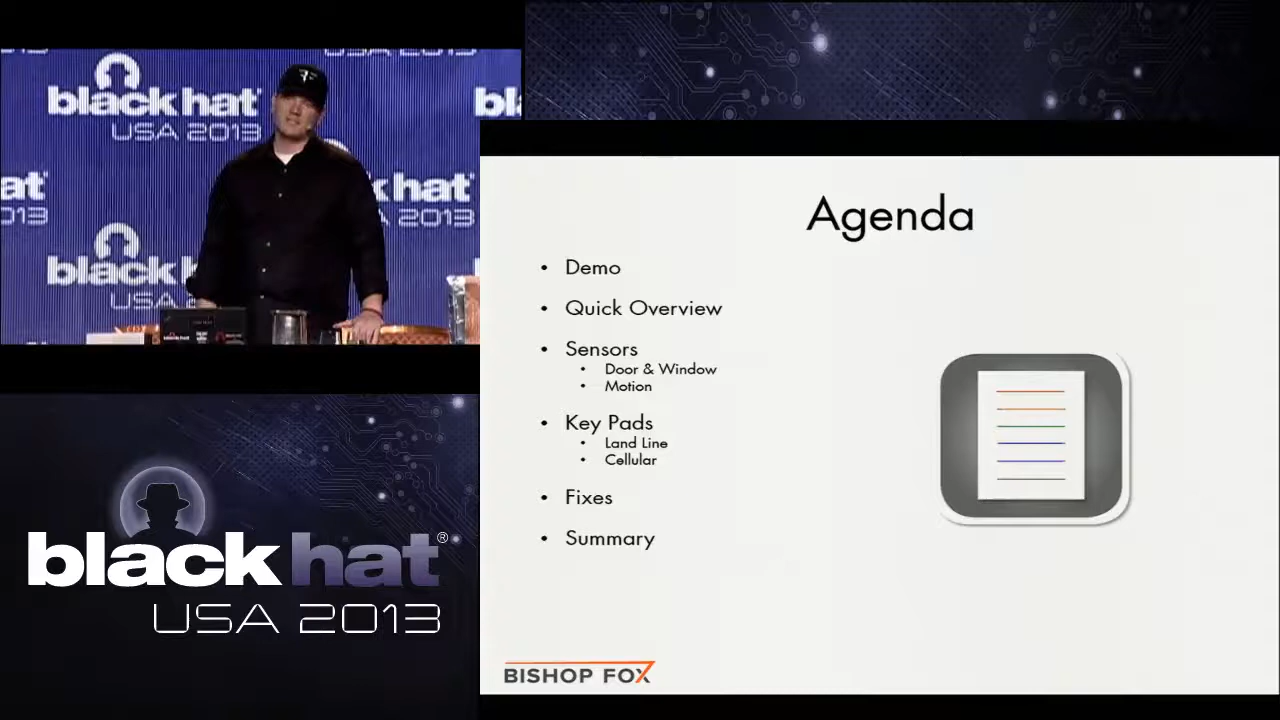 black hat
USA 2013
black hat
USA 2013
black hat
USA 2013
Agenda
• Demo
• Quick Overview
• Sensors
• Door & Window
• Motion
• Key Pads
• Land Line
• Cellular
• Fixes
• Summary
BISHOP FOX
black hat®
USA 2013